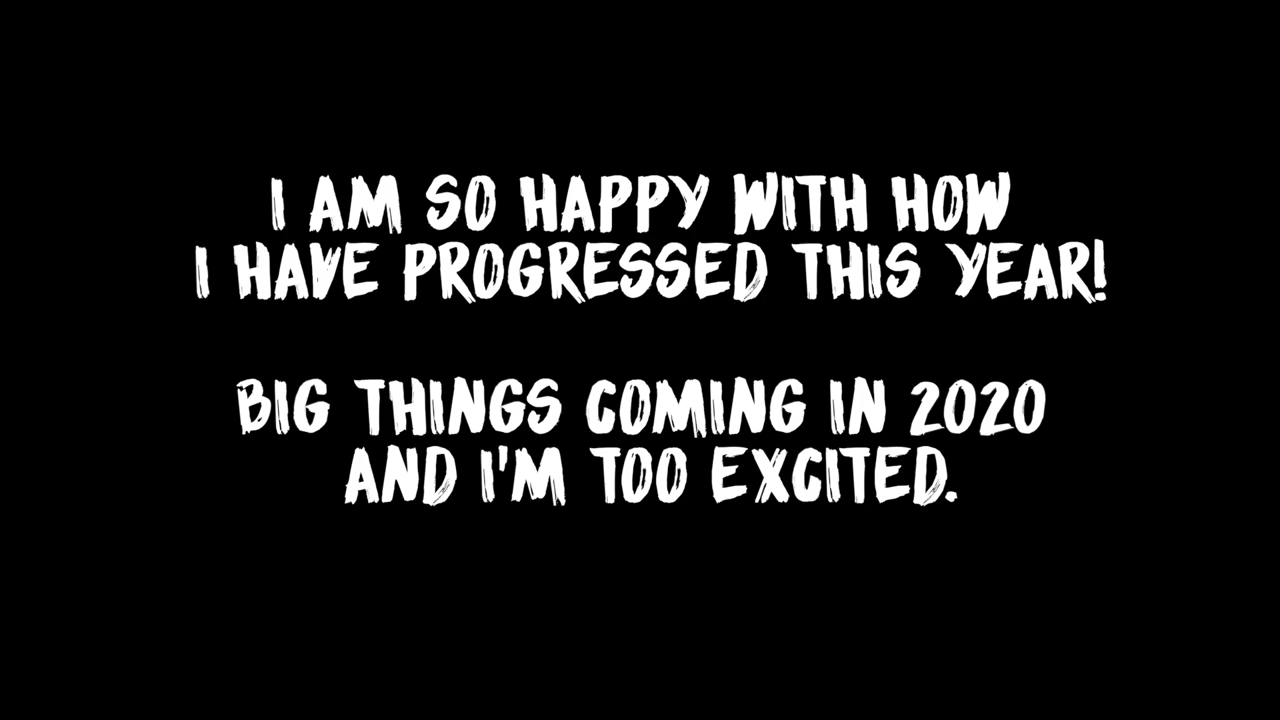 I AM SO HAPPY WITH HOW
I HAVE PROGRESSED THIS YEAR!
BIG THINGS COMING IN 2020
AND I'M TOO EXCITED.